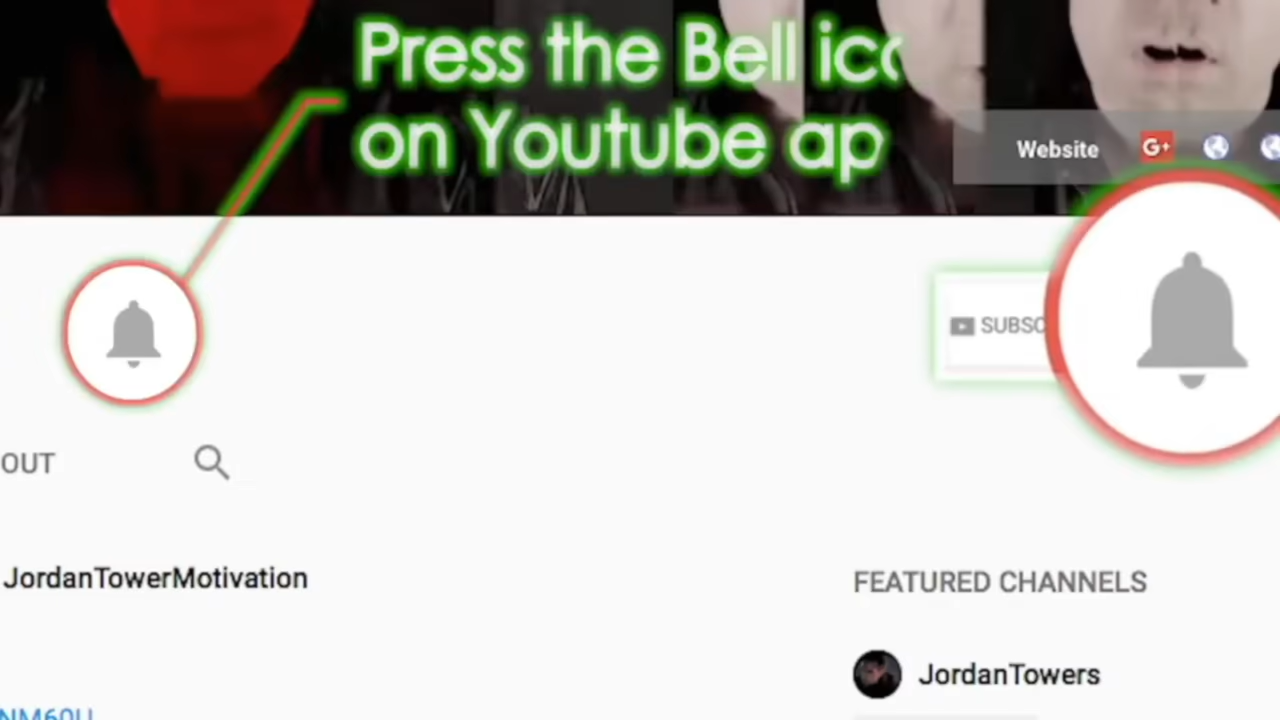 Press the Bell ico
on Youtube ap
Website
G+
SUBSC
OUT
JordanTowerMotivation
FEATURED CHANNELS
JordanTowers